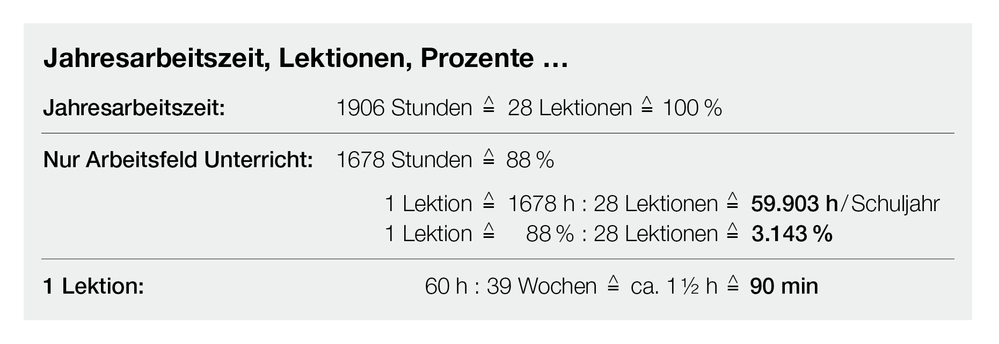 Jahresarbeitszeit, Lektionen, Prozente …
Jahresarbeitszeit: 1906 Stunden ≙ 28 Lektionen ≙ 100 %
Nur Arbeitsfeld Unterricht: 1678 Stunden ≙ 88 %
1 Lektion ≙ 1678 h : 28 Lektionen ≙ 59.903 h/Schuljahr
1 Lektion ≙ 88 % : 28 Lektionen ≙ 3.143 %
1 Lektion: 60 h : 39 Wochen ≙ ca. 1 ½ h ≙ 90 min